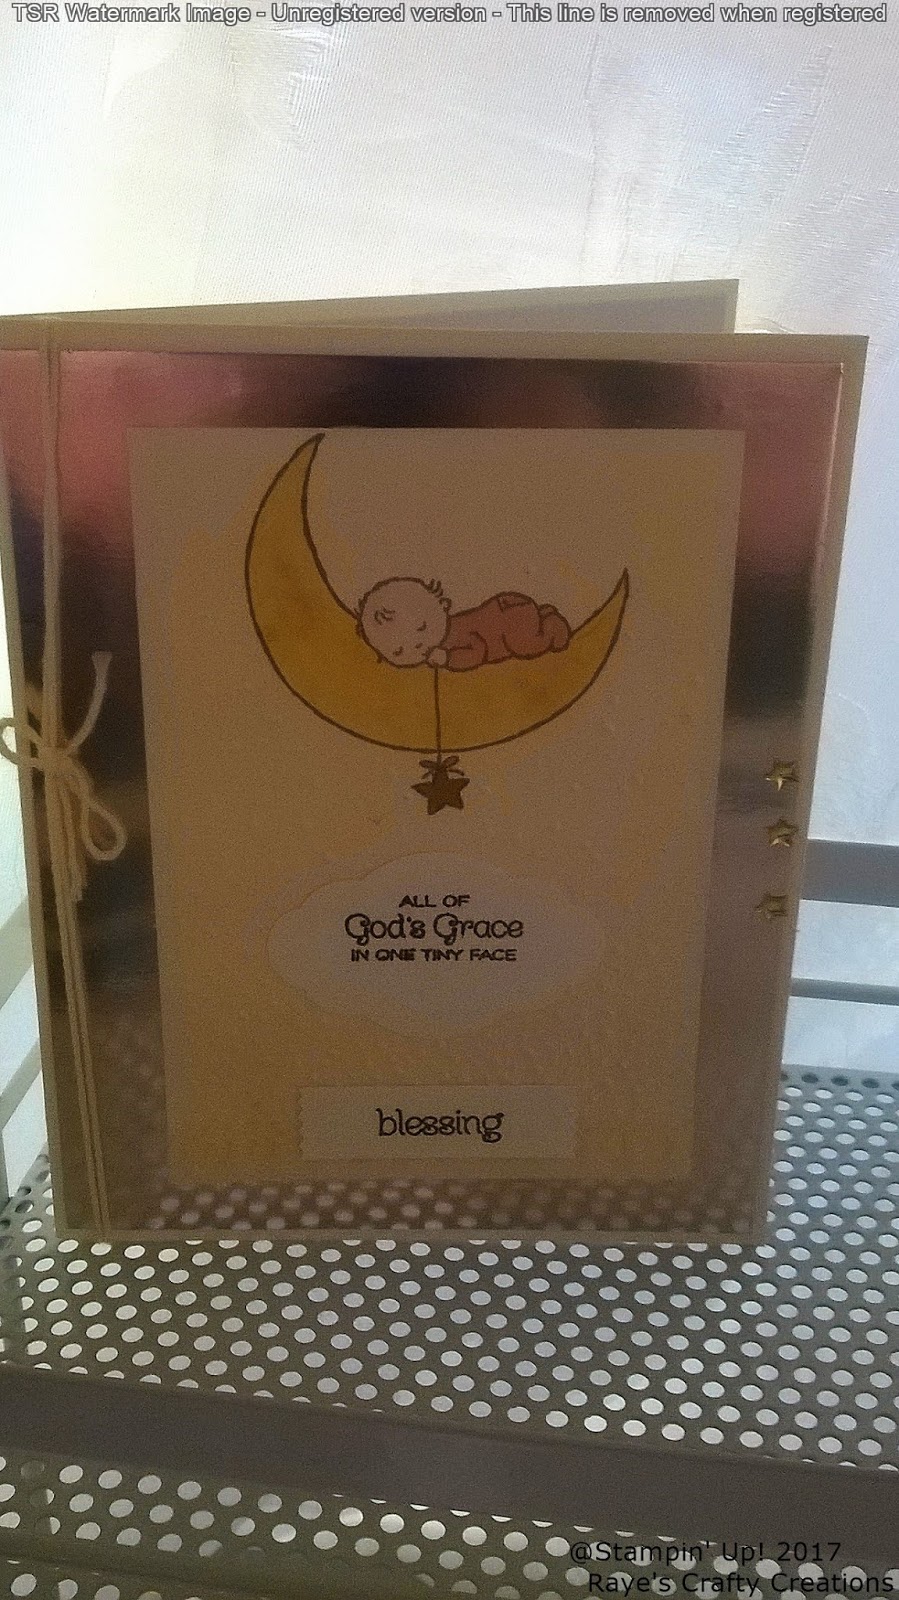 TSR Watermark Image - Unregistered version - This line is removed when registered
ALL OF
God's Grace
IN ONE TINY FACE
blessing
@Stampin' Up! 2017
Raye's Crafty Creations